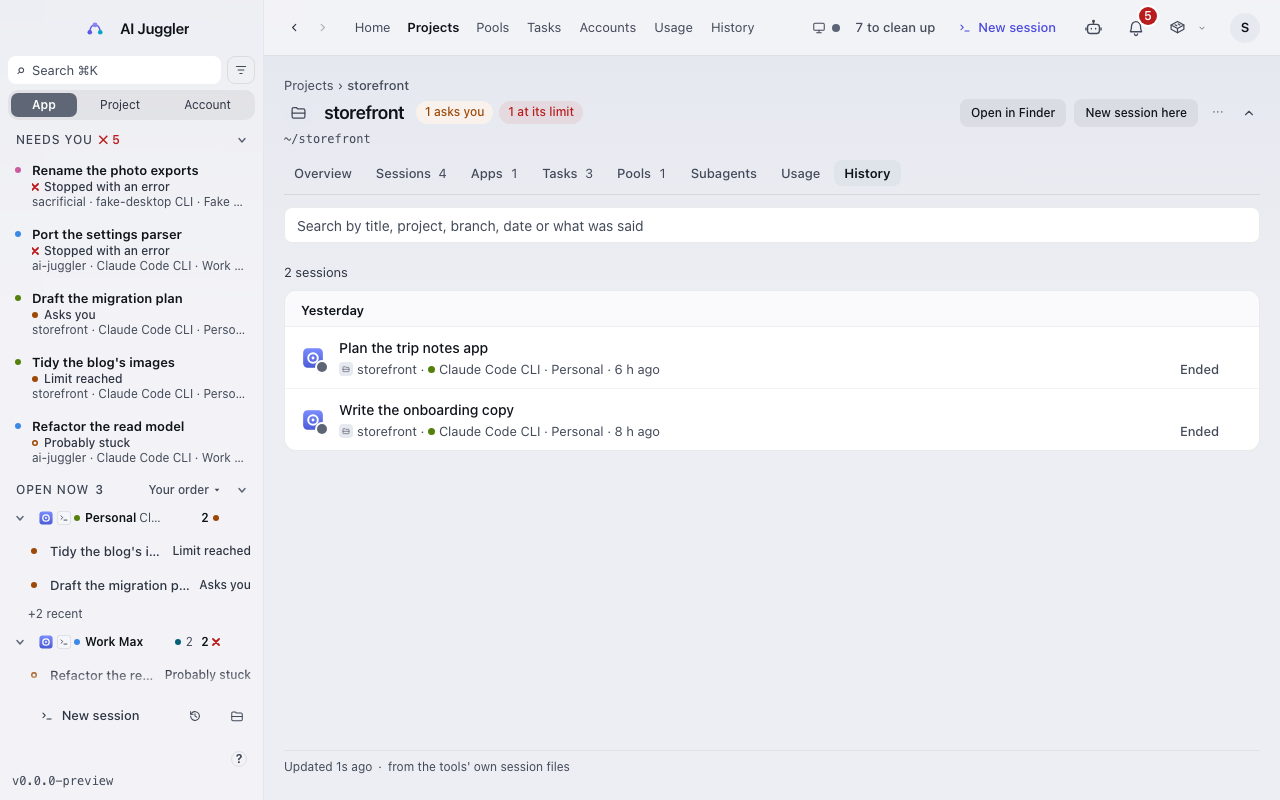 AI Juggler
Search ⌘K
App Project Account
NEEDS YOU 5
Rename the photo exports
Stopped with an error
sacrificial · fake-desktop CLI · Fake ...
Port the settings parser
Stopped with an error
ai-juggler · Claude Code CLI · Work ...
Draft the migration plan
Asks you
storefront · Claude Code CLI · Perso...
Tidy the blog's images
Limit reached
storefront · Claude Code CLI · Perso...
Refactor the read model
Probably stuck
ai-juggler · Claude Code CLI · Work ...
OPEN NOW 3 Your order
Personal Cl... 2
Tidy the blog's i... Limit reached
Draft the migration p... Asks you
+2 recent
Work Max 2 2
Refactor the re... Probably stuck
New session
?
v0.0.0-preview
Home Projects Pools Tasks Accounts Usage History 7 to clean up New session 5 S
Projects › storefront
storefront 1 asks you 1 at its limit Open in Finder New session here ...
~/storefront
Overview Sessions 4 Apps 1 Tasks 3 Pools 1 Subagents Usage History
Search by title, project, branch, date or what was said
2 sessions
Yesterday
Plan the trip notes app
storefront · Claude Code CLI · Personal · 6 h ago Ended
Write the onboarding copy
storefront · Claude Code CLI · Personal · 8 h ago Ended
Updated 1s ago · from the tools' own session files